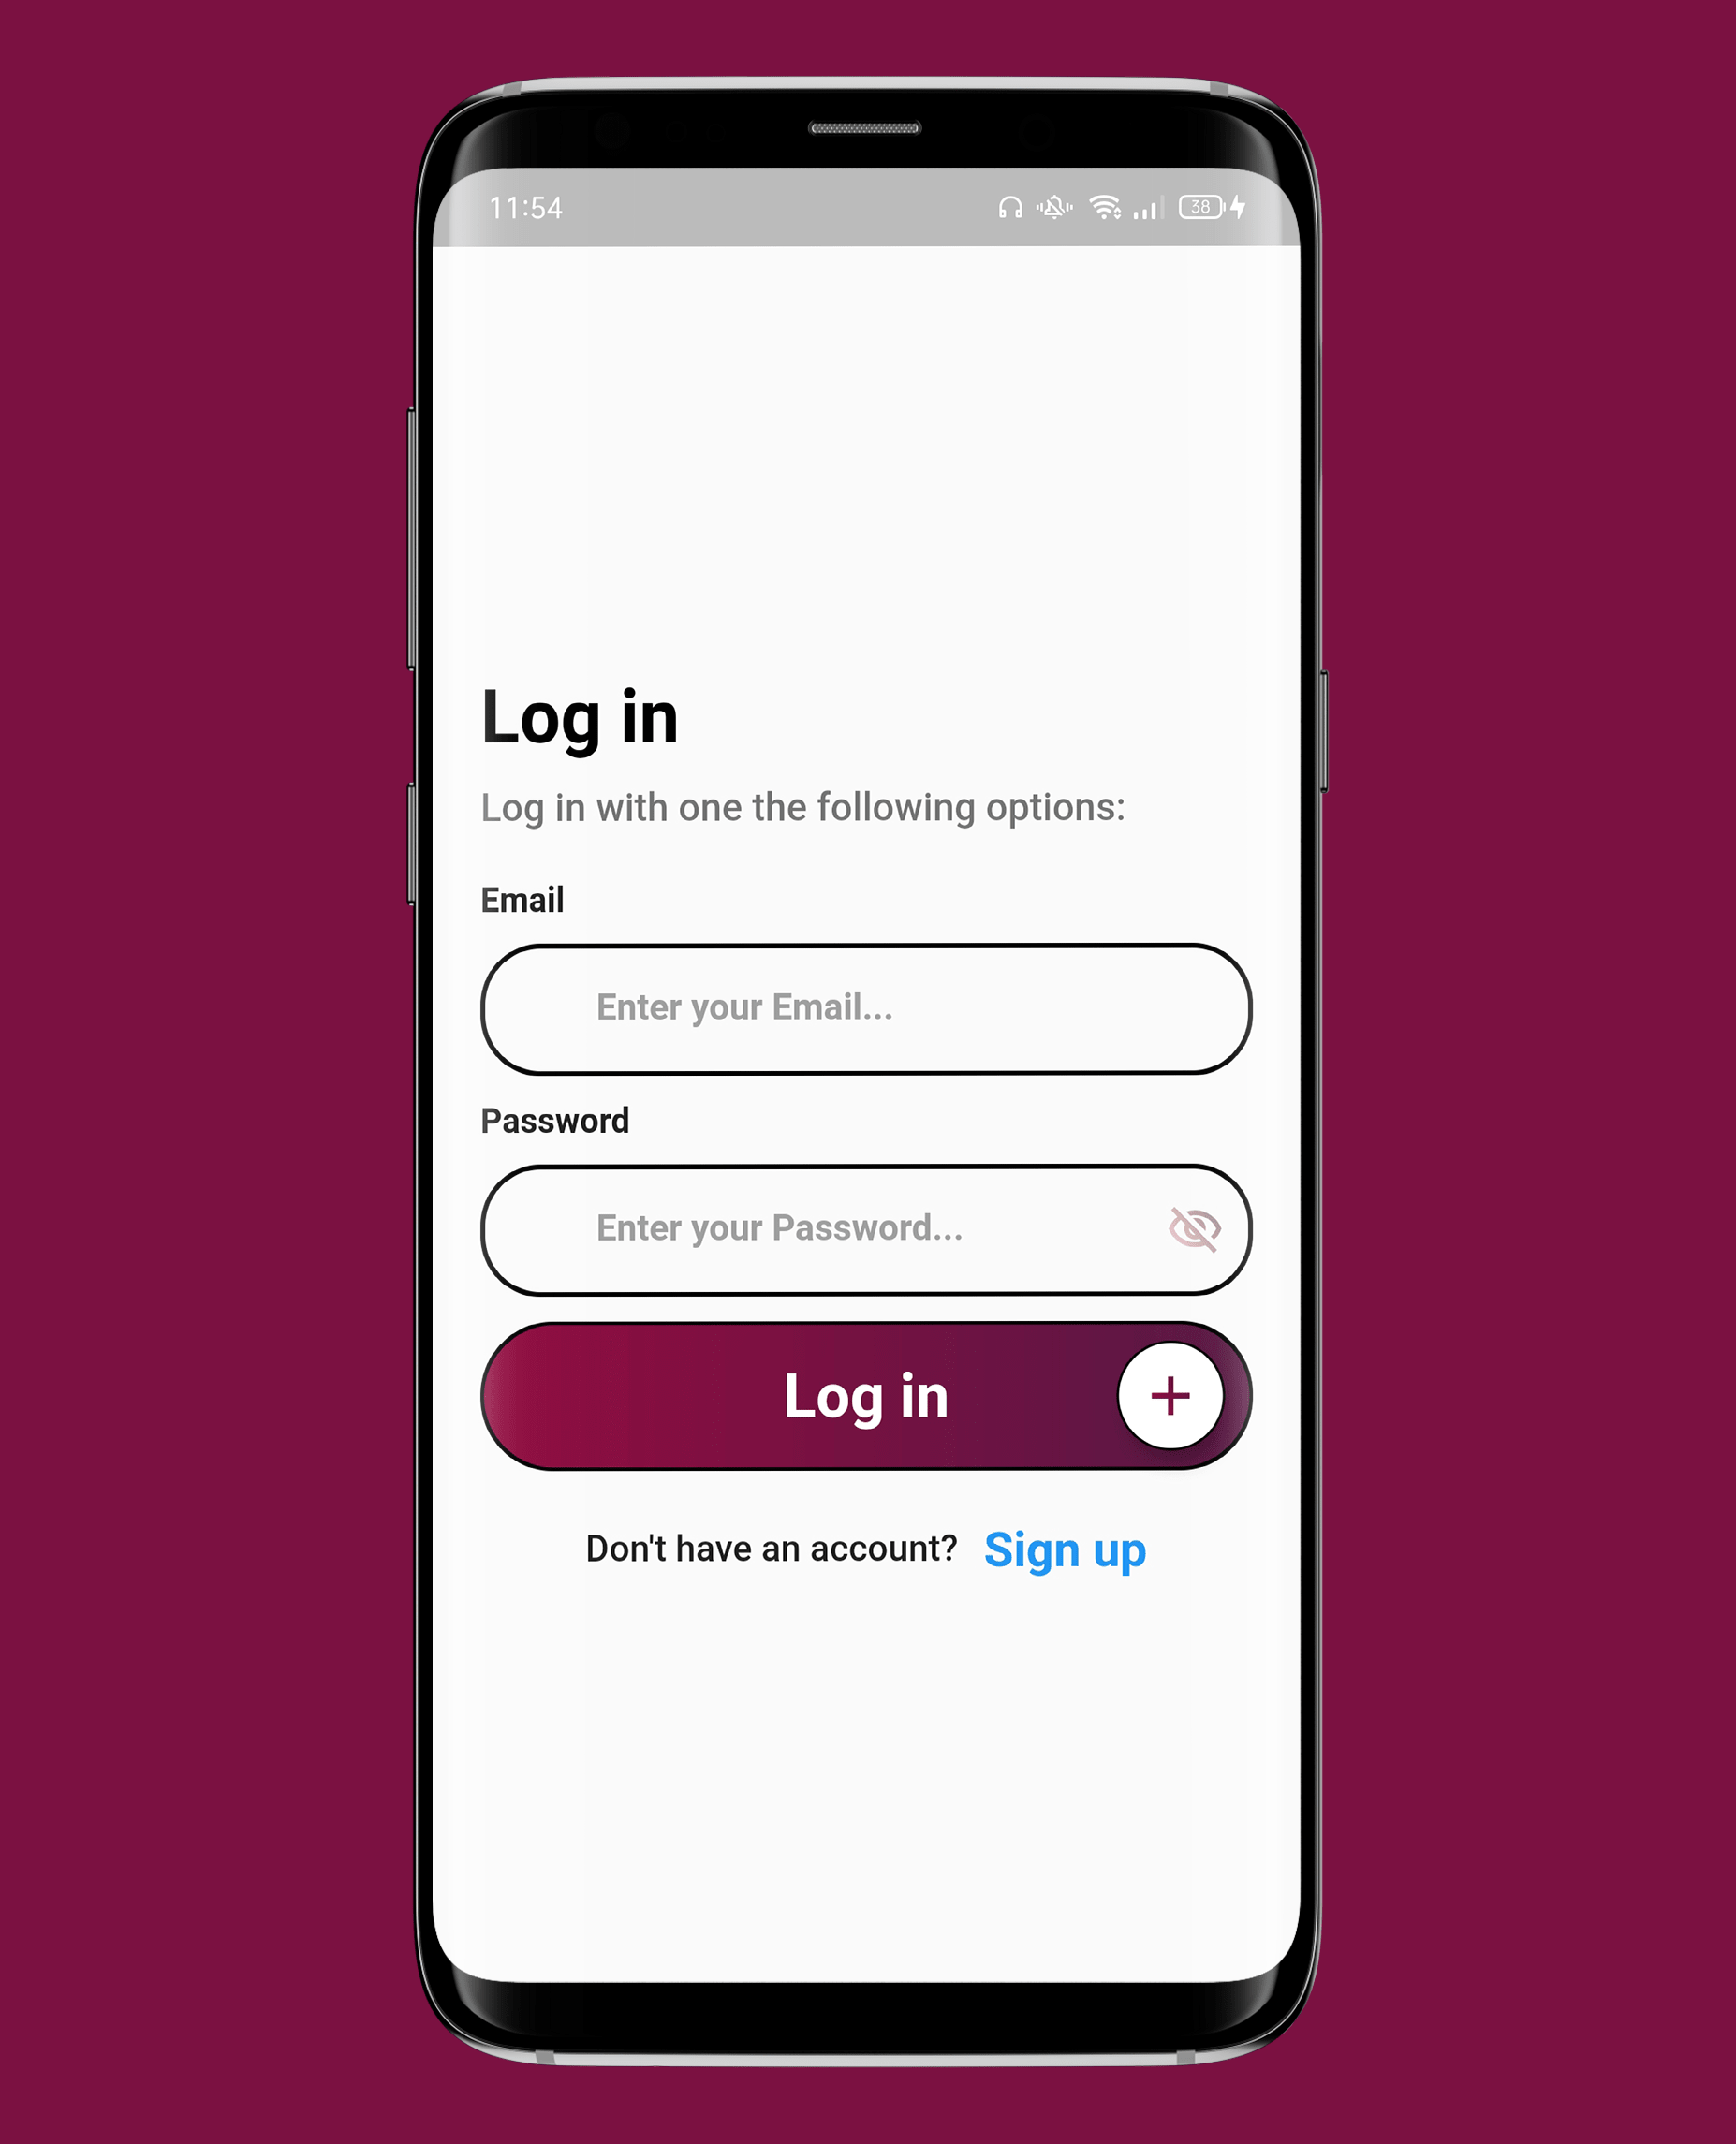 11:54
38
Log in
Log in with one the following options:
Email
Enter your Email...
Password
Enter your Password...
Log in
Don't have an account? Sign up